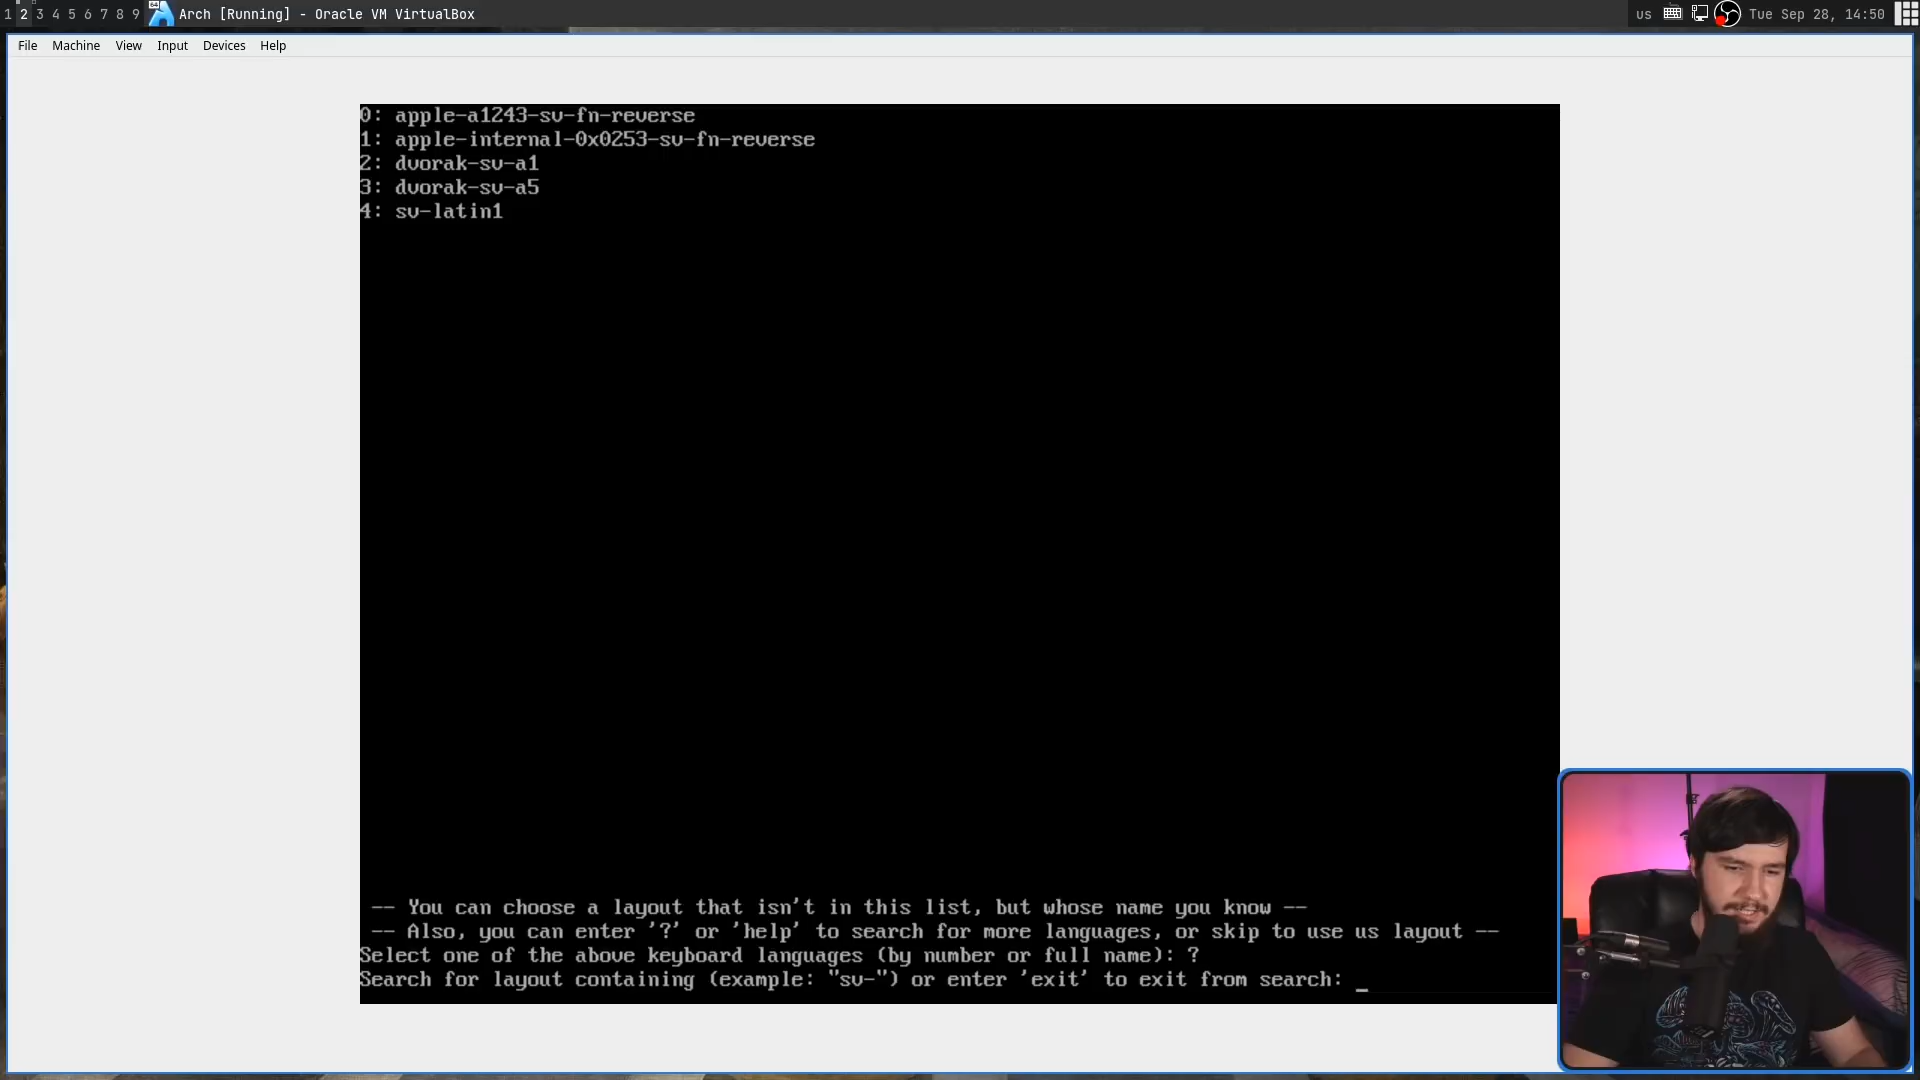 1 2 3 4 5 6 7 8 9 Arch [Running] - Oracle VM VirtualBox us Tue Sep 28, 14:50
File Machine View Input Devices Help
0: apple-a1243-sv-fn-reverse
1: apple-internal-0x0253-sv-fn-reverse
2: dvorak-sv-a1
3: dvorak-sv-a5
4: sv-latin1
-- You can choose a layout that isn't in this list, but whose name you know --
-- Also, you can enter '?' or 'help' to search for more languages, or skip to use us layout --
Select one of the above keyboard languages (by number or full name): ?
Search for layout containing (example: "sv-") or enter 'exit' to exit from search: _